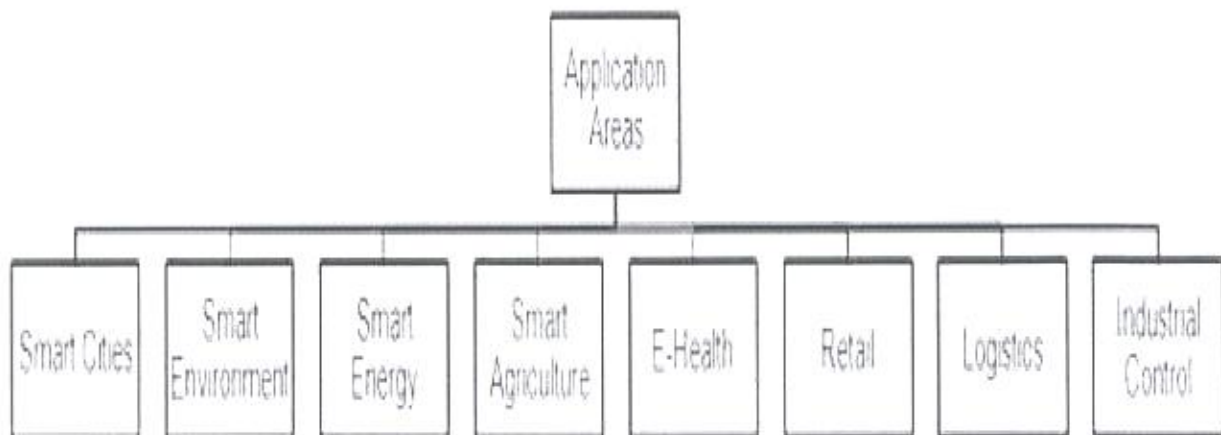 Application
Areas
Smart Cities
Smart
Environment
Smart
Energy
Smart
Agriculture
E-Health
Retail
Logistics
Industrial
Control